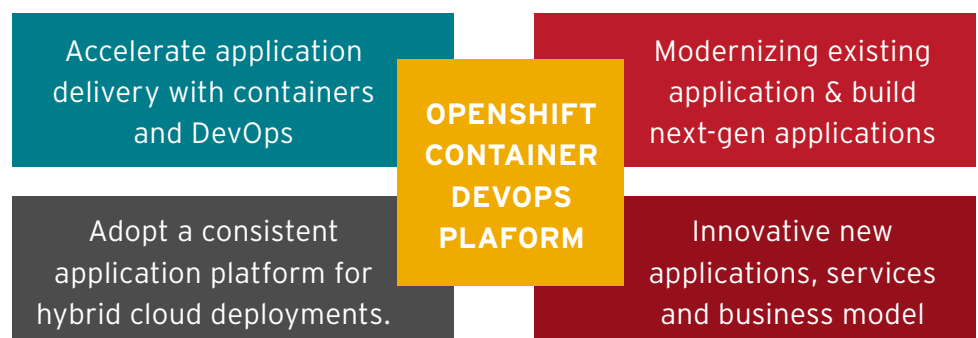 Accelerate application
delivery with containers
and DevOps
Modernizing existing
application & build
next-gen applications
OPENSHIFT
CONTAINER
DEVOPS
PLAFORM
Adopt a consistent
application platform for
hybrid cloud deployments.
Innovative new
applications, services
and business model